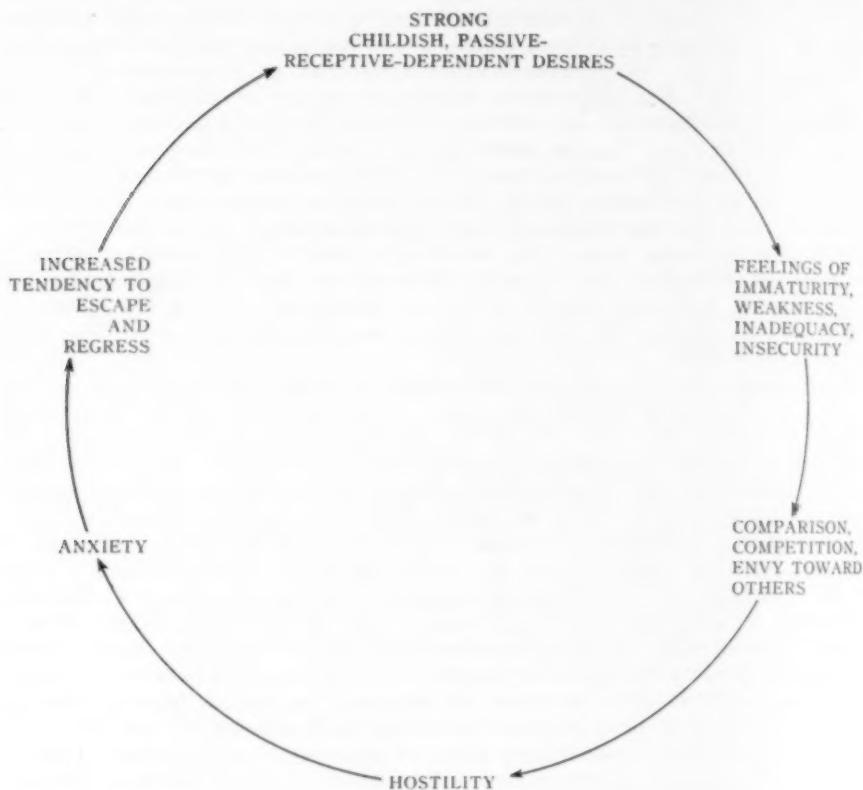 STRONG
CHILDISH, PASSIVE-
RECEPTIVE-DEPENDENT DESIRES
FEELINGS OF
IMMATURITY,
WEAKNESS,
INADEQUACY,
INSECURITY
COMPARISON,
COMPETITION,
ENVY TOWARD
OTHERS
HOSTILITY
ANXIETY
INCREASED
TENDENCY TO
ESCAPE
AND
REGRESS